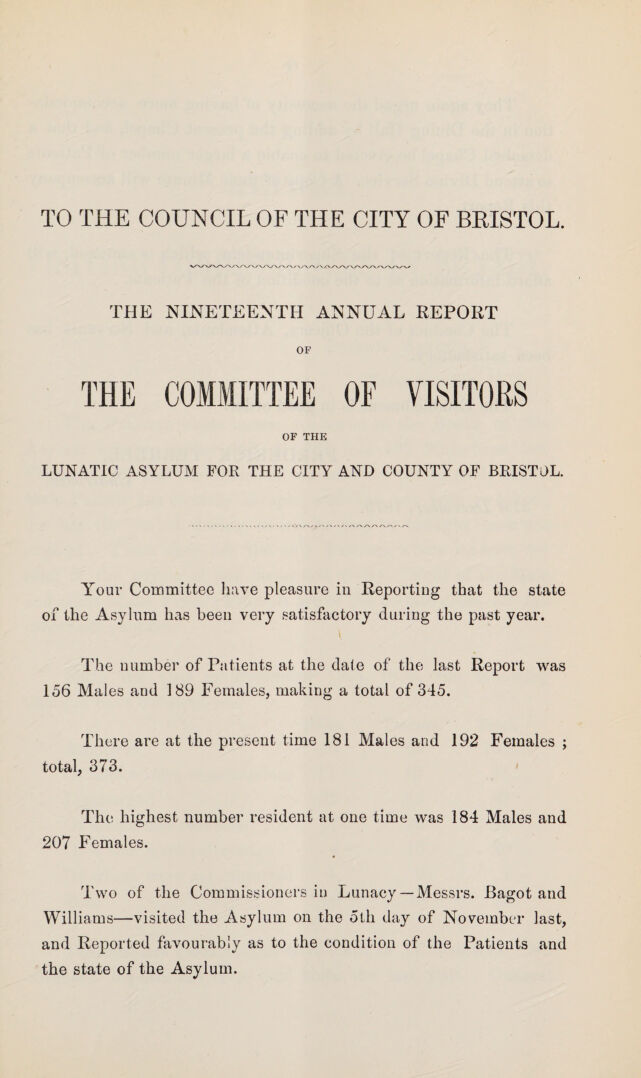 TO THE COUNCIL OF THE CITY OF BRISTOL.
THE NINETEENTH ANNUAL REPORT
OF
THE COMMITTEE OF VISITORS
OF THE
LUNATIC ASYLUM FOR THE CITY AND COUNTY OF BRISTOL.
Your Committee have pleasure in Reporting that the state
of the Asylum has been very satisfactory during the past year.
The number of Patients at the date of the last Report was
156 Males and 189 Females, making a total of 345.
There are at the present time 181 Males and 192 Females ;
total, 373.
The highest number resident at one time was 184 Males and
207 Females.
Two of the Commissioners in Lunacy—Messrs. Bagot and
Williams—visited the Asylum on the 5th day of November last,
and Reported favourably as to the condition of the Patients and
the state of the Asylum.